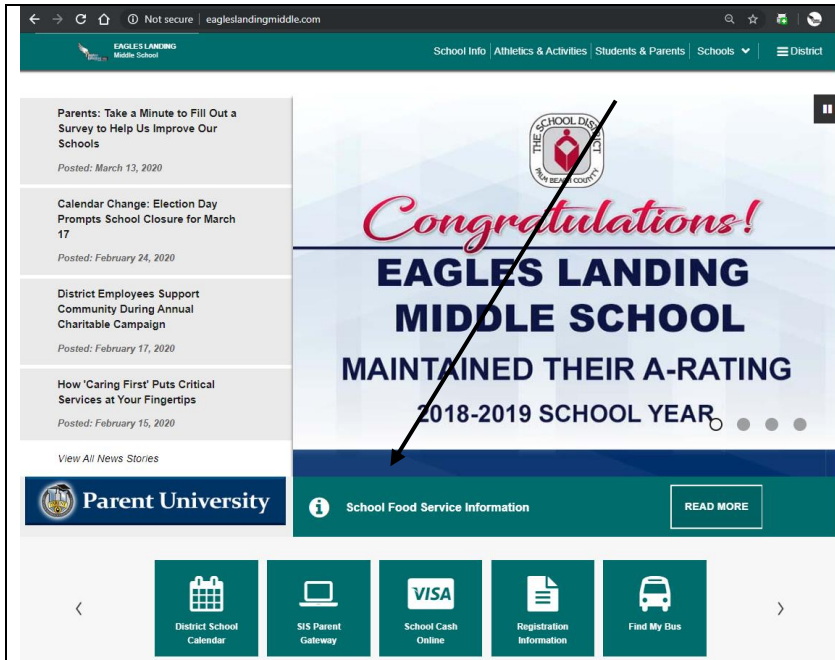 Not secure | eagleslandingmiddle.com
EAGLES LANDING
Middle School
School Info | Athletics & Activities | Students & Parents | Schools | District
Parents: Take a Minute to Fill Out a
Survey to Help Us Improve Our
Schools
Posted: March 13, 2020
Calendar Change: Election Day
Prompts School Closure for March
17
Posted: February 24, 2020
District Employees Support
Community During Annual
Charitable Campaign
Posted: February 17, 2020
How 'Caring First' Puts Critical
Services at Your Fingertips
Posted: February 15, 2020
View All News Stories
Parent University
THE SCHOOL DISTRICT
PALM BEACH COUNTY
Congratulations!
EAGLES LANDING
MIDDLE SCHOOL
MAINTAINED THEIR A-RATING
2018-2019 SCHOOL YEAR
School Food Service Information
READ MORE
District School
Calendar
SIS Parent
Gateway
VISA
School Cash
Online
Registration
Information
Find My Bus